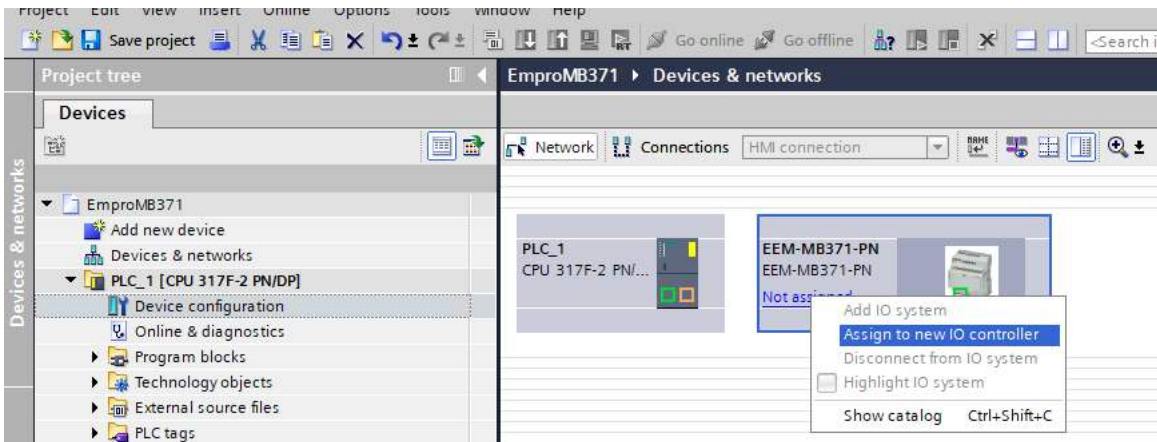 Project Edit View Insert Online Options Tools Window Help
Save project Go online Go offline <Search i
Project tree
EmproMB371 Devices & networks
Devices
Network Connections HMI connection
Devices & networks
EmproMB371
Add new device
Devices & networks
PLC_1 [CPU 317F-2 PN/DP]
Device configuration
Online & diagnostics
Program blocks
Technology objects
External source files
PLC tags
PLC_1
CPU 317F-2 PN/...
EEM-MB371-PN
EEM-MB371-PN
Not assigned
Add IO system
Assign to new IO controller
Disconnect from IO system
Highlight IO system
Show catalog Ctrl+Shift+C